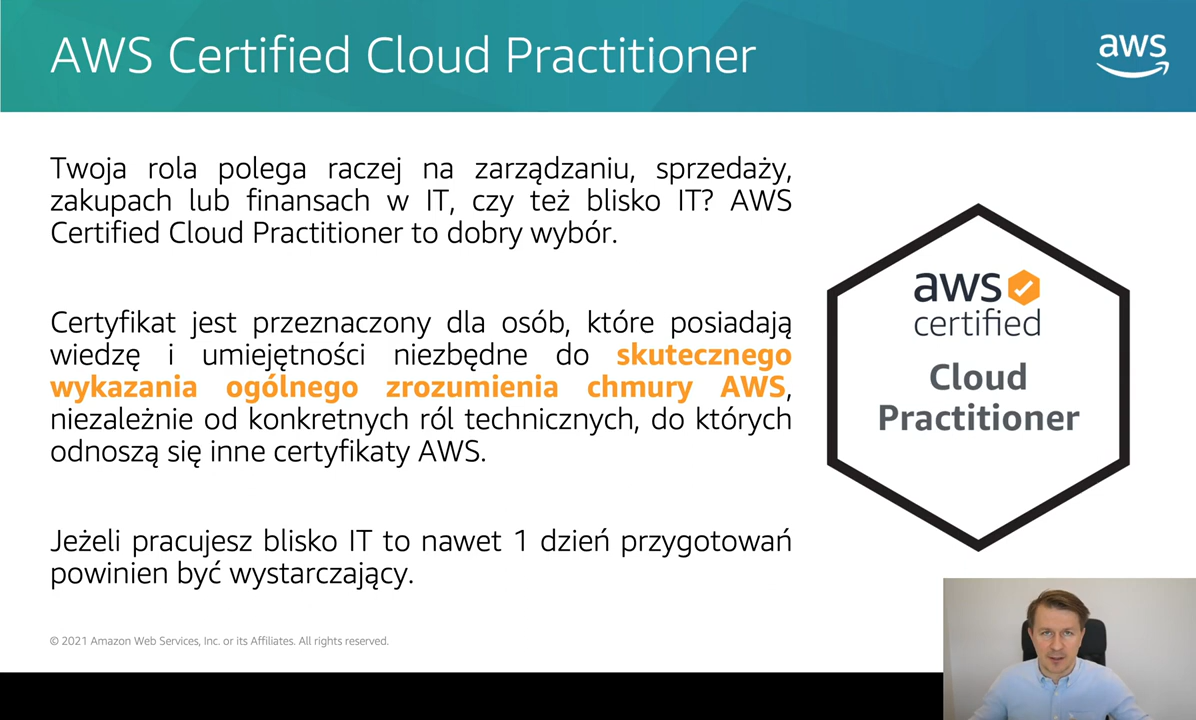 AWS Certified Cloud Practitioner
aws
Twoja rola polega raczej na zarządzaniu, sprzedaży,
zakupach lub finansach w IT, czy też blisko IT? AWS
Certified Cloud Practitioner to dobry wybór.
Certyfikat jest przeznaczony dla osób, które posiadają
wiedzę i umiejętności niezbędne do skutecznego
wykazania ogólnego zrozumienia chmury AWS,
niezależnie od konkretnych ról technicznych, do których
odnoszą się inne certyfikaty AWS.
Jeżeli pracujesz blisko IT to nawet 1 dzień przygotowań
powinien być wystarczający.
aws
certified
Cloud
Practitioner
© 2021 Amazon Web Services, Inc. or its Affiliates. All rights reserved.